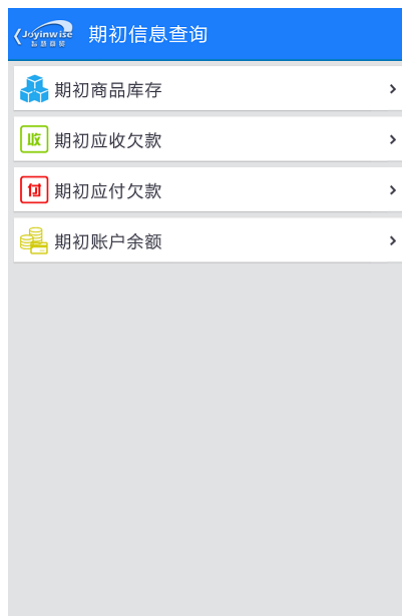 Joyinwise
期初信息查询
期初商品库存
收
期初应收欠款
付
期初应付欠款
期初账户余额